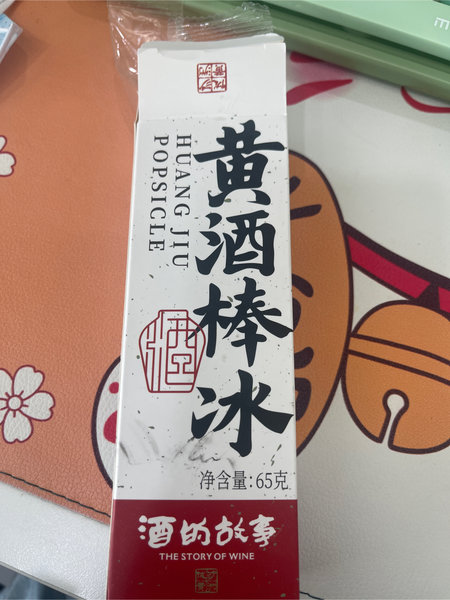 黄酒棒冰
HUANG JIU
POPSICLE
净含量:65克
酒的故事
THE STORY OF WINE